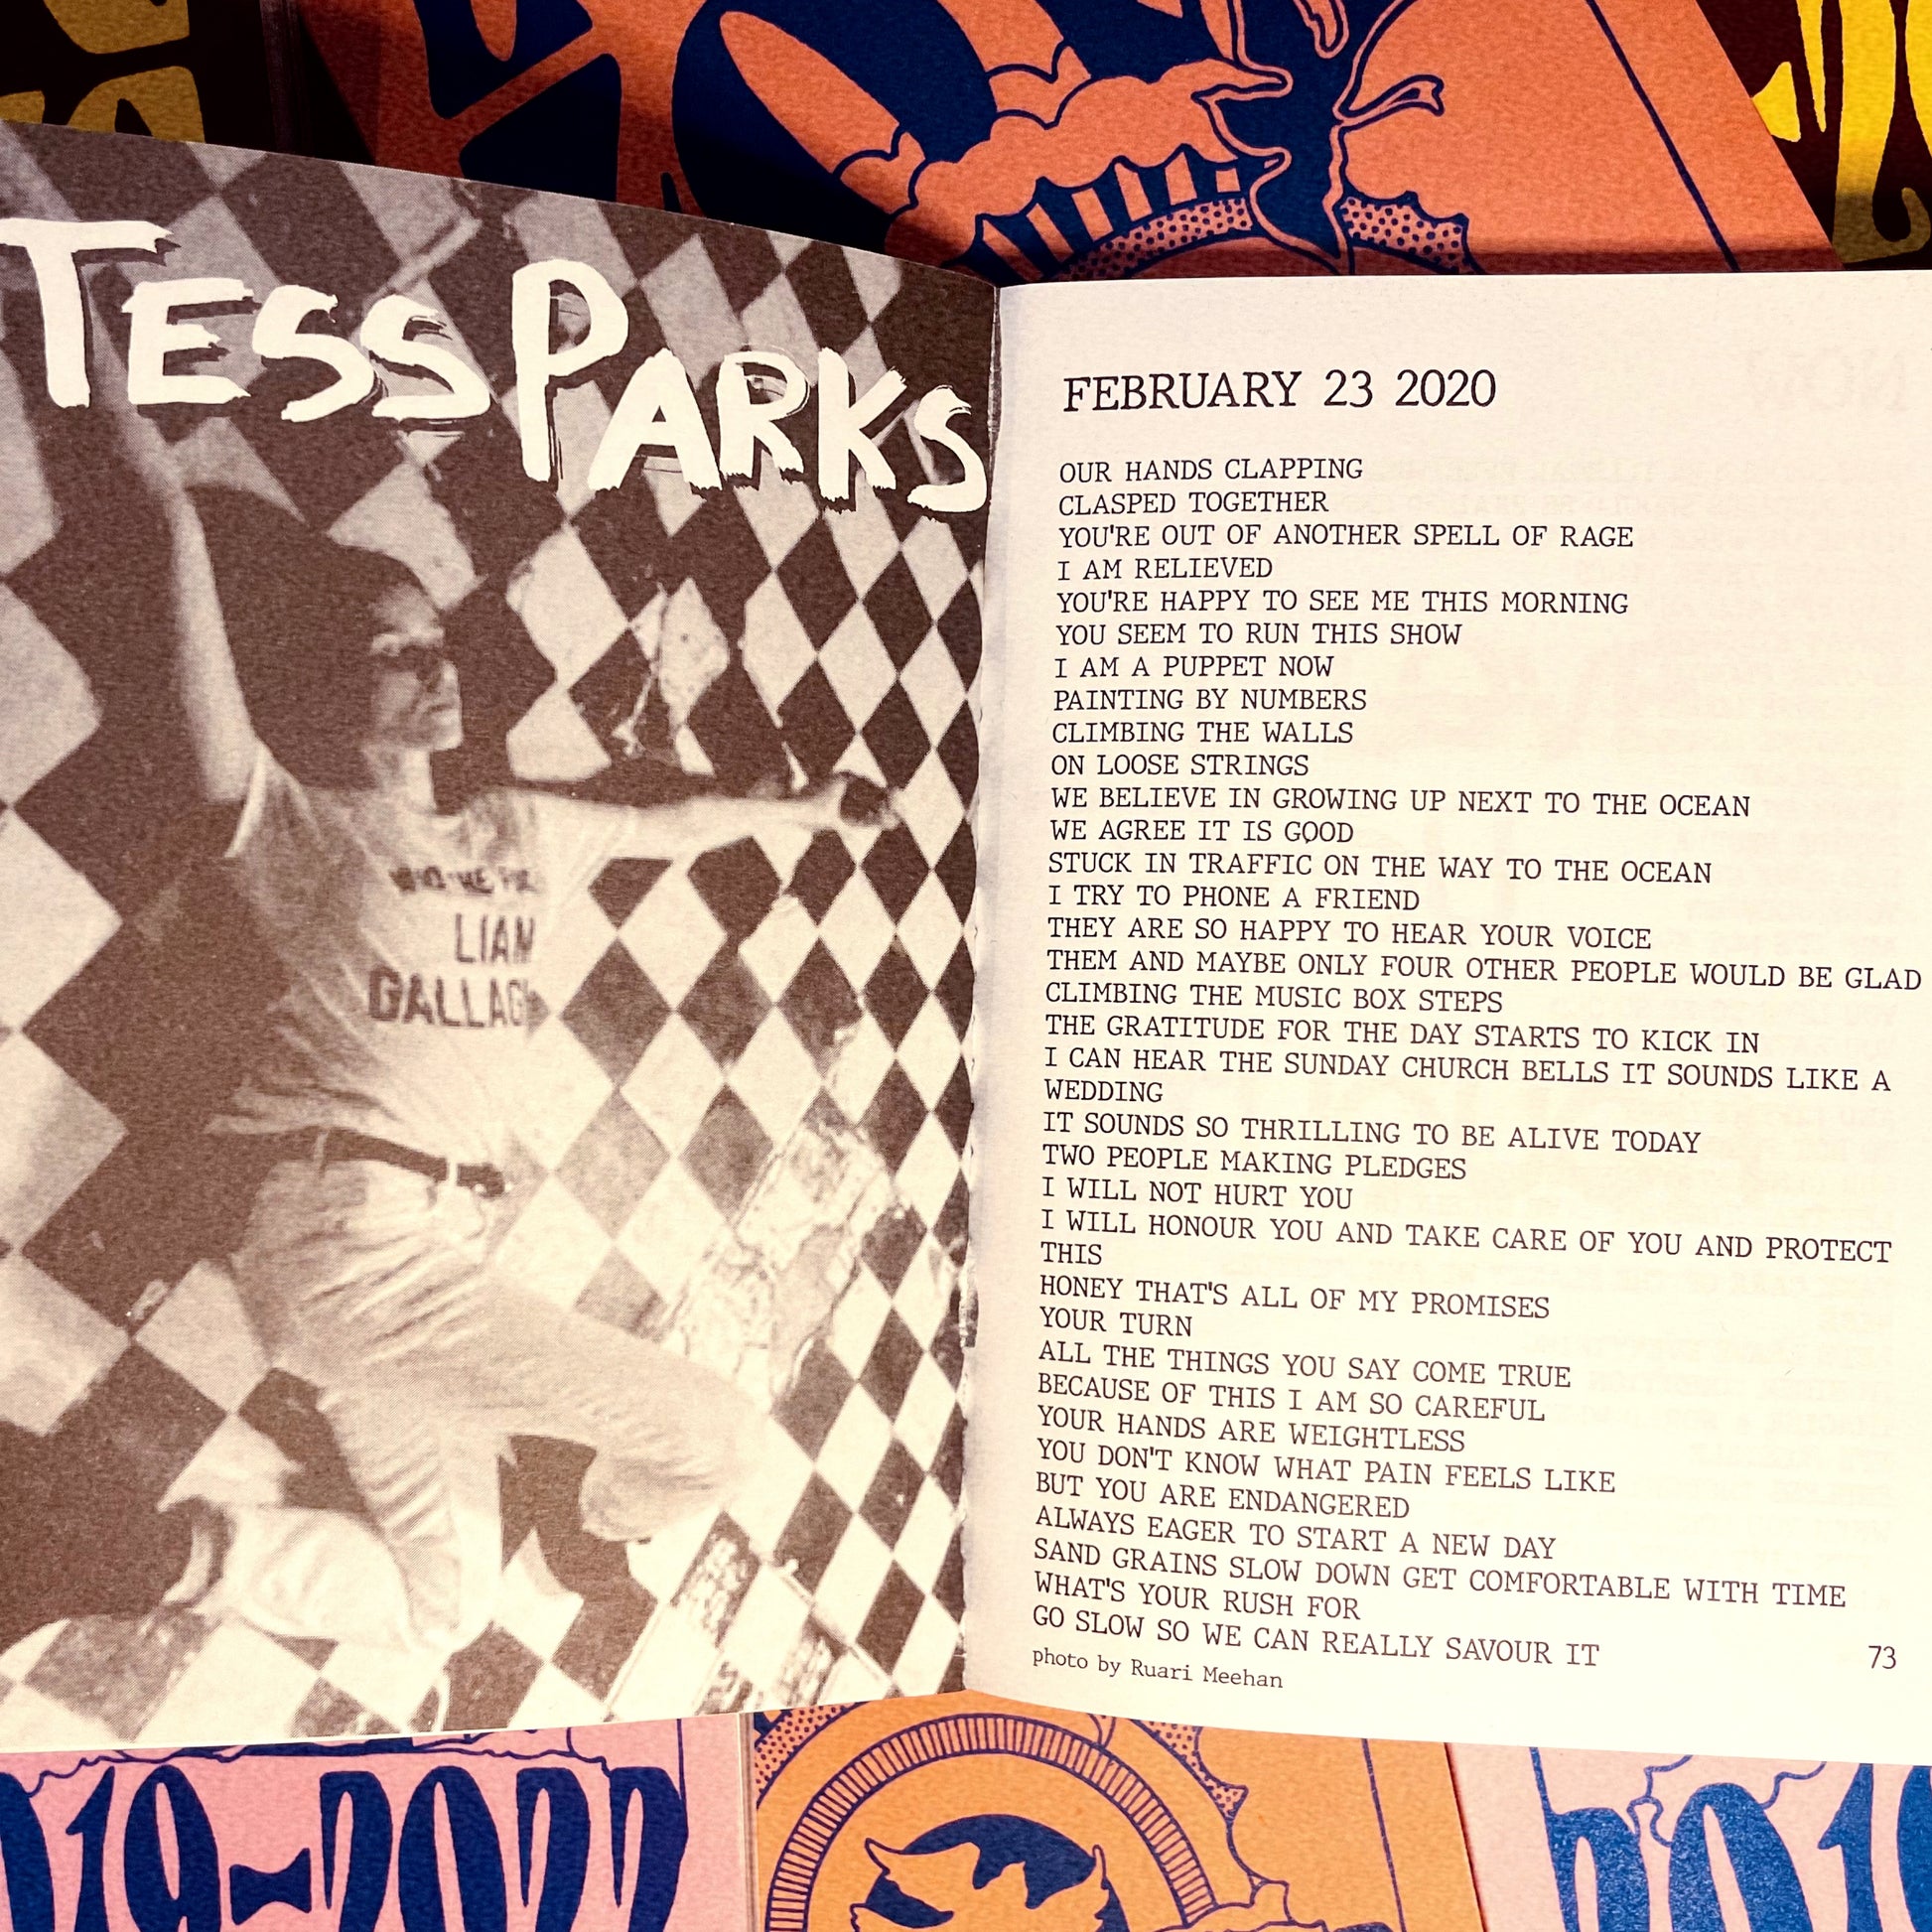 TESS PARKS
LIAM
FEBRUARY 23 2020
OUR HANDS CLAPPING
CLASPED TOGETHER
YOU'RE OUT OF ANOTHER SPELL OF RAGE
I AM RELIEVED
YOU'RE HAPPY TO SEE ME THIS MORNING
YOU SEEM TO RUN THIS SHOW
I AM A PUPPET NOW
PAINTING BY NUMBERS
CLIMBING THE WALLS
ON LOOSE STRINGS
WE BELIEVE IN GROWING UP NEXT TO THE OCEAN
WE AGREE IT IS GOOD
STUCK IN TRAFFIC ON THE WAY TO THE OCEAN
I TRY TO PHONE A FRIEND
THEY ARE SO HAPPY TO HEAR YOUR VOICE
THEM AND MAYBE ONLY FOUR OTHER PEOPLE WOULD BE GLAD
CLIMBING THE MUSIC BOX STEPS
THE GRATITUDE FOR THE DAY STARTS TO KICK IN
I CAN HEAR THE SUNDAY CHURCH BELLS IT SOUNDS LIKE A
WEDDING
IT SOUNDS SO THRILLING TO BE ALIVE TODAY
TWO PEOPLE MAKING PLEDGES
I WILL NOT HURT YOU
I WILL HONOUR YOU AND TAKE CARE OF YOU AND PROTECT
THIS
HONEY THAT'S ALL OF MY PROMISES
YOUR TURN
ALL THE THINGS YOU SAY COME TRUE
BECAUSE OF THIS I AM SO CAREFUL
YOUR HANDS ARE WEIGHTLESS
YOU DON'T KNOW WHAT PAIN FEELS LIKE
BUT YOU ARE ENDANGERED
ALWAYS EAGER TO START A NEW DAY
SAND GRAINS SLOW DOWN GET COMFORTABLE WITH TIME
WHAT'S YOUR RUSH FOR
GO SLOW SO WE CAN REALLY SAVOUR IT
photo by Ruari Meehan
73
019-2022